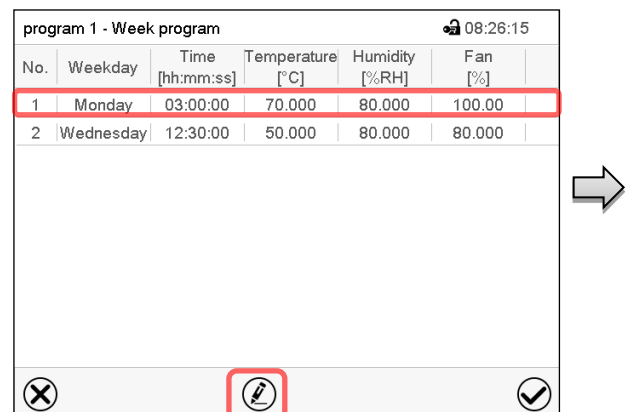 program 1 - Week program 08:26:15
No. Weekday Time [hh:mm:ss] Temperature [°C] Humidity [%RH] Fan [%]
1 Monday 03:00:00 70.000 80.000 100.00
2 Wednesday 12:30:00 50.000 80.000 80.000